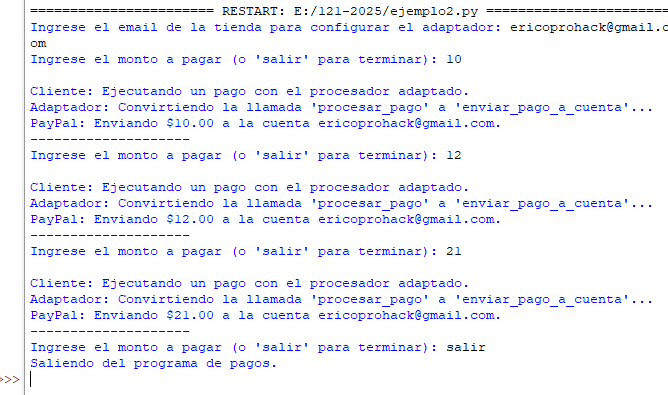 ======================= RESTART: E:/121-2025/ejemplo2.py =======================
Ingrese el email de la tienda para configurar el adaptador: ericoprohack@gmail.c
om
Ingrese el monto a pagar (o 'salir' para terminar): 10
Cliente: Ejecutando un pago con el procesador adaptado.
Adaptador: Convirtiendo la llamada 'procesar_pago' a 'enviar_pago_a_cuenta'...
PayPal: Enviando $10.00 a la cuenta ericoprohack@gmail.com.
--------------------
Ingrese el monto a pagar (o 'salir' para terminar): 12
Cliente: Ejecutando un pago con el procesador adaptado.
Adaptador: Convirtiendo la llamada 'procesar_pago' a 'enviar_pago_a_cuenta'...
PayPal: Enviando $12.00 a la cuenta ericoprohack@gmail.com.
--------------------
Ingrese el monto a pagar (o 'salir' para terminar): 21
Cliente: Ejecutando un pago con el procesador adaptado.
Adaptador: Convirtiendo la llamada 'procesar_pago' a 'enviar_pago_a_cuenta'...
PayPal: Enviando $21.00 a la cuenta ericoprohack@gmail.com.
--------------------
Ingrese el monto a pagar (o 'salir' para terminar): salir
Saliendo del programa de pagos.
>>>